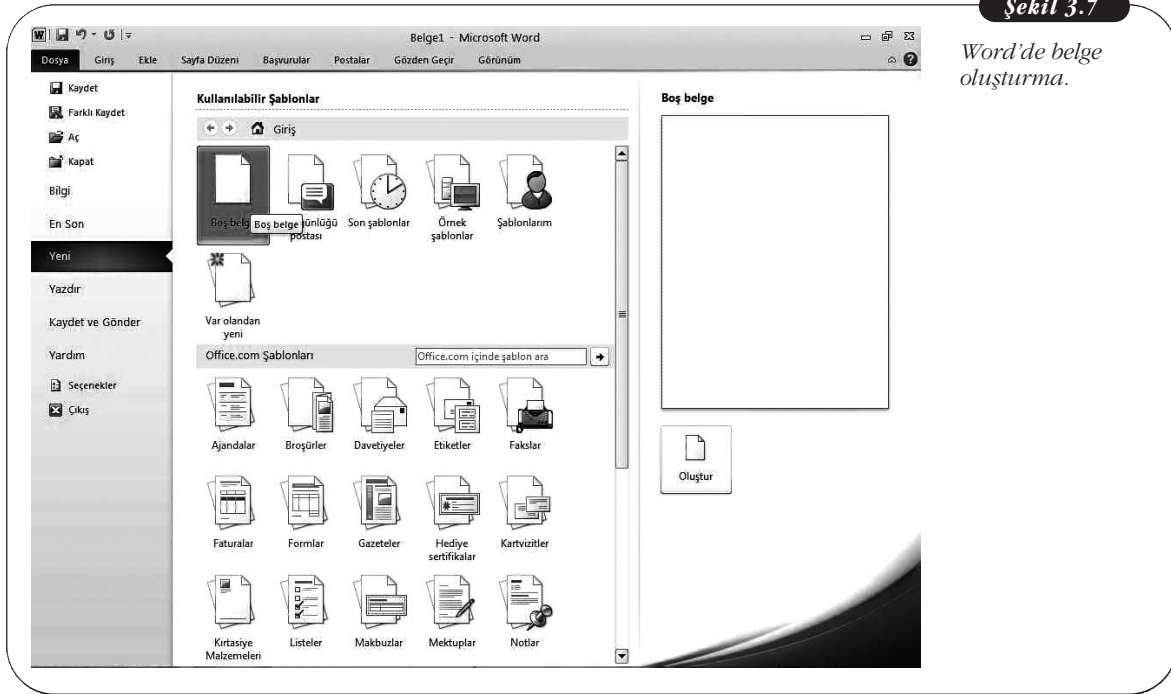 Şekil 3.7
Word'de belge
oluşturma.
Belge1 - Microsoft Word
Dosya Giriş Ekle Sayfa Düzeni Başvurular Postalar Gözden Geçir Görünüm
Kaydet
Farklı Kaydet
Aç
Kapat
Bilgi
En Son
Yeni
Yazdır
Kaydet ve Gönder
Yardım
Seçenekler
Çıkış
Kullanılabilir Şablonlar
Giriş
Boş belge
Son şablonlar
Örnek
şablonlar
Şablonlarım
postası
Var olandan
yeni
Office.com Şablonları
Office.com içinde şablon ara
Ajandalar
Broşürler
Davetiyeler
Etiketler
Fakslar
Faturalar
Formlar
Gazeteler
Hediye
sertifikalar
Kartvizitler
Kırtasiye
Malzemeleri
Listeler
Makbuzlar
Mektuplar
Notlar
Boş belge
Oluştur